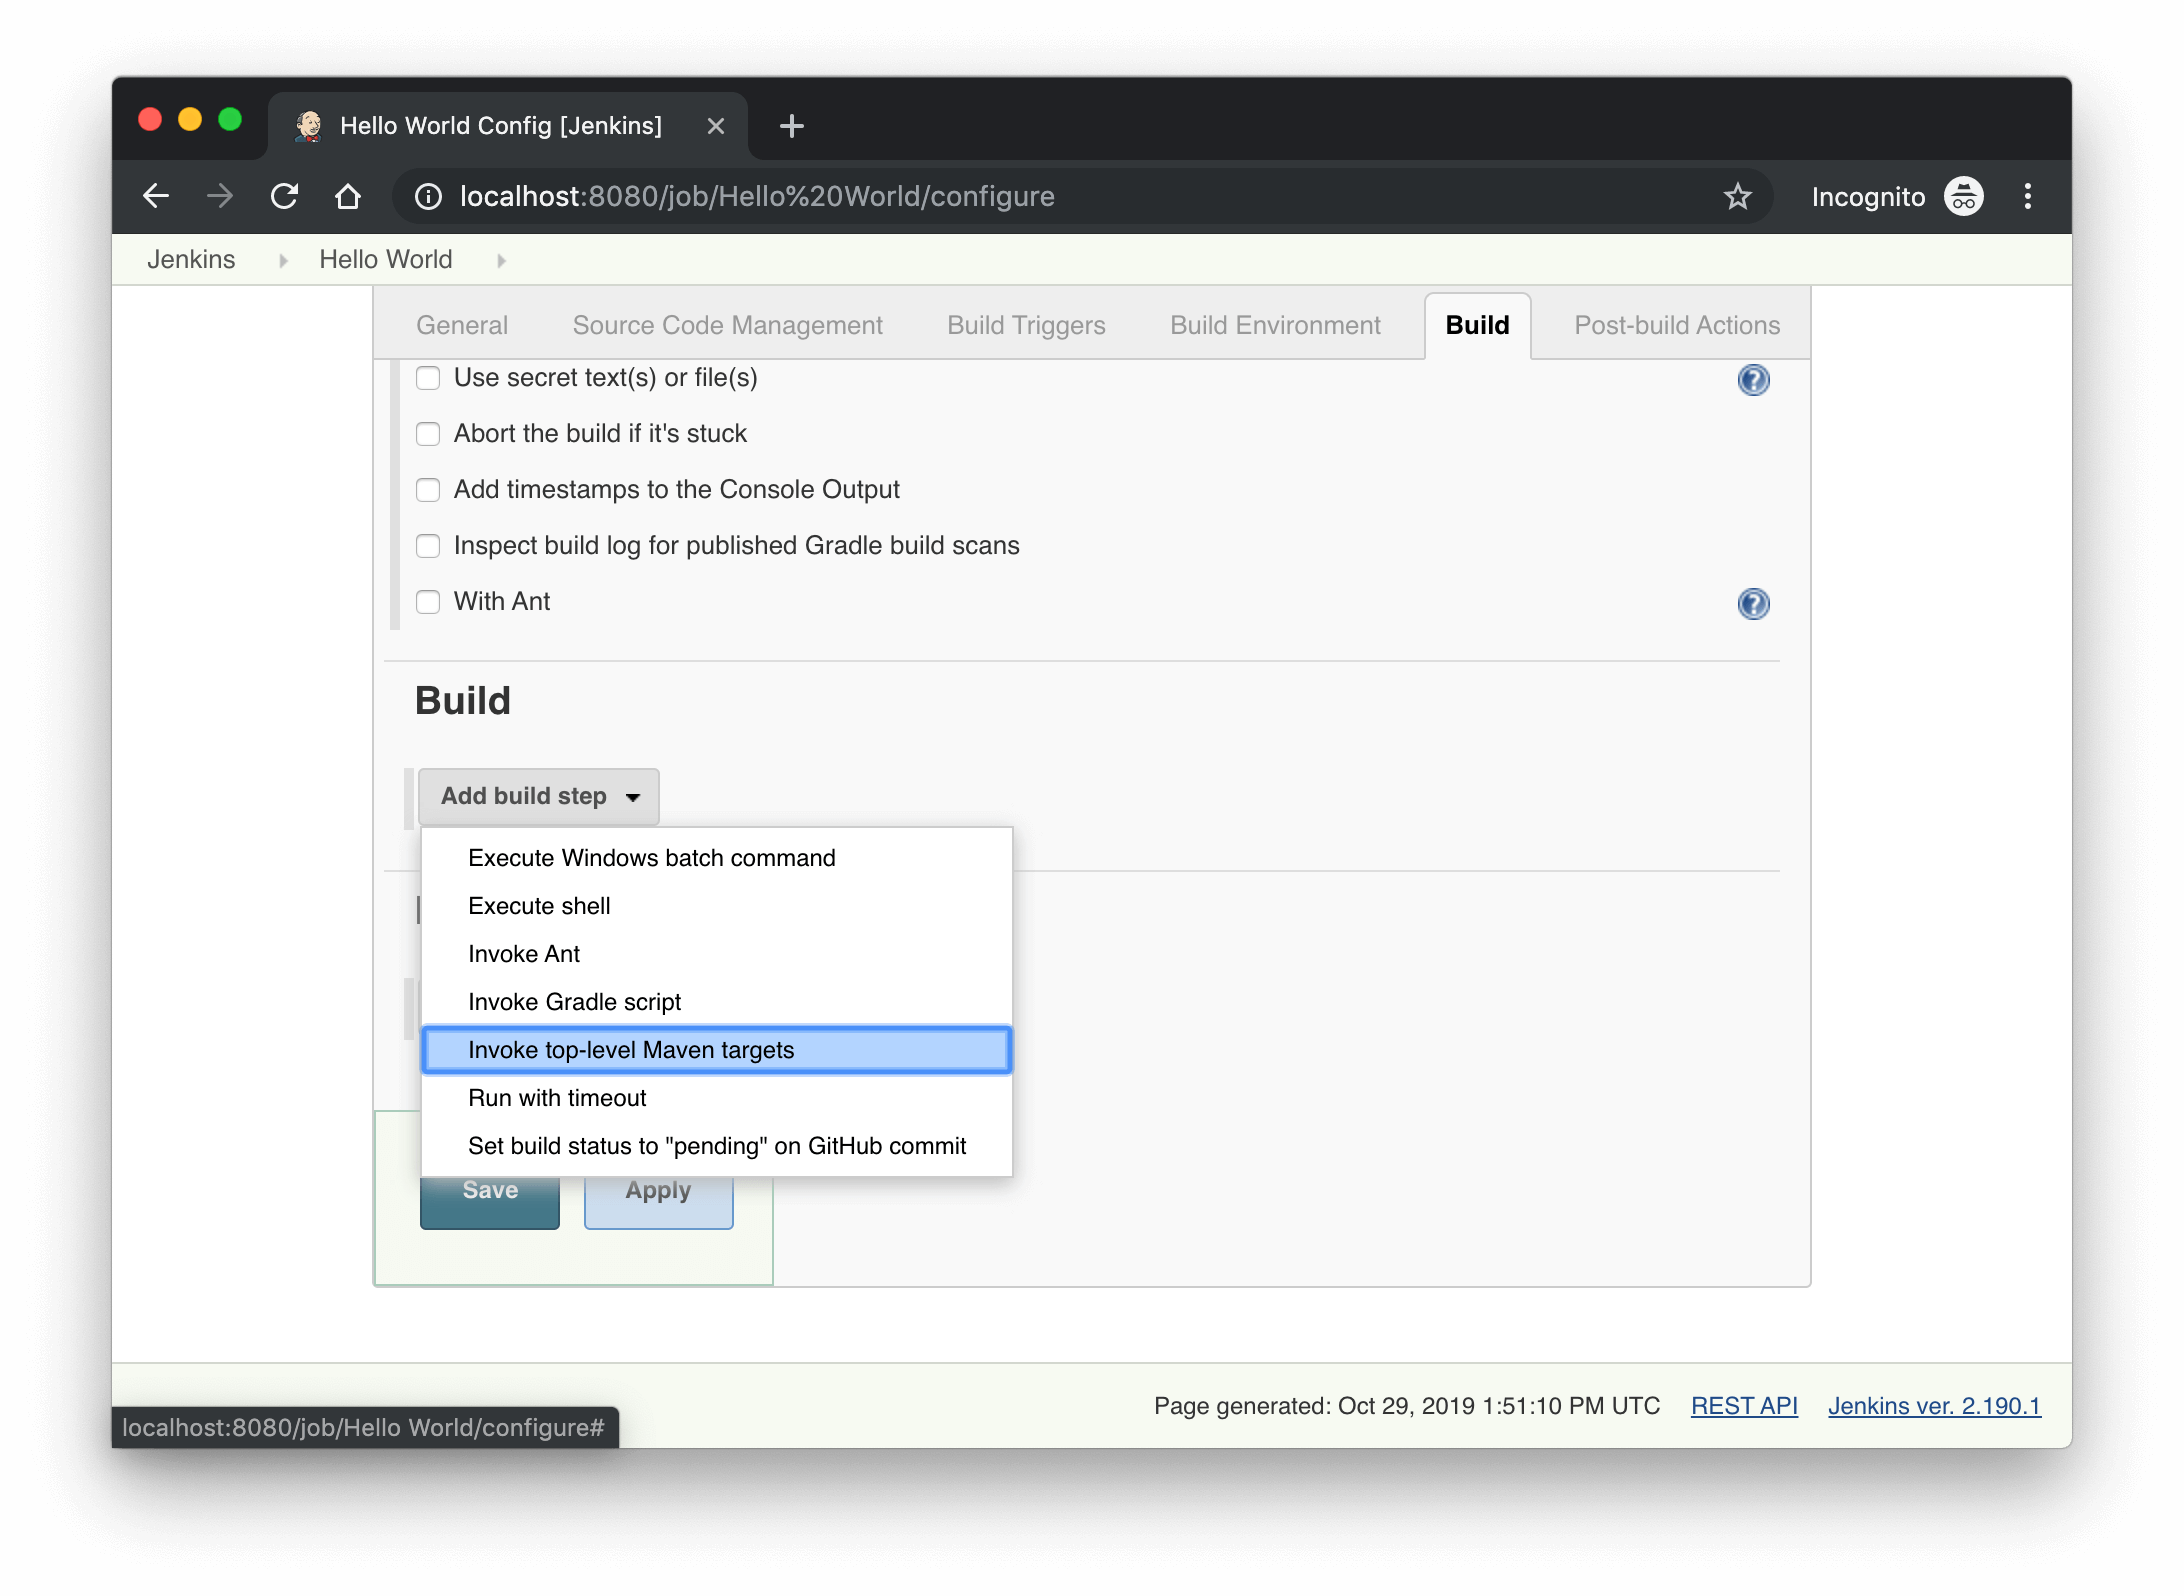 Hello World Config [Jenkins]
localhost:8080/job/Hello%20World/configure
Incognito
Jenkins Hello World
General Source Code Management Build Triggers Build Environment Build Post-build Actions
Use secret text(s) or file(s)
Abort the build if it's stuck
Add timestamps to the Console Output
Inspect build log for published Gradle build scans
With Ant
Build
Add build step
Execute Windows batch command
Execute shell
Invoke Ant
Invoke Gradle script
Invoke top-level Maven targets
Run with timeout
Set build status to "pending" on GitHub commit
Save Apply
Page generated: Oct 29, 2019 1:51:10 PM UTC REST API Jenkins ver. 2.190.1
localhost:8080/job/Hello World/configure#